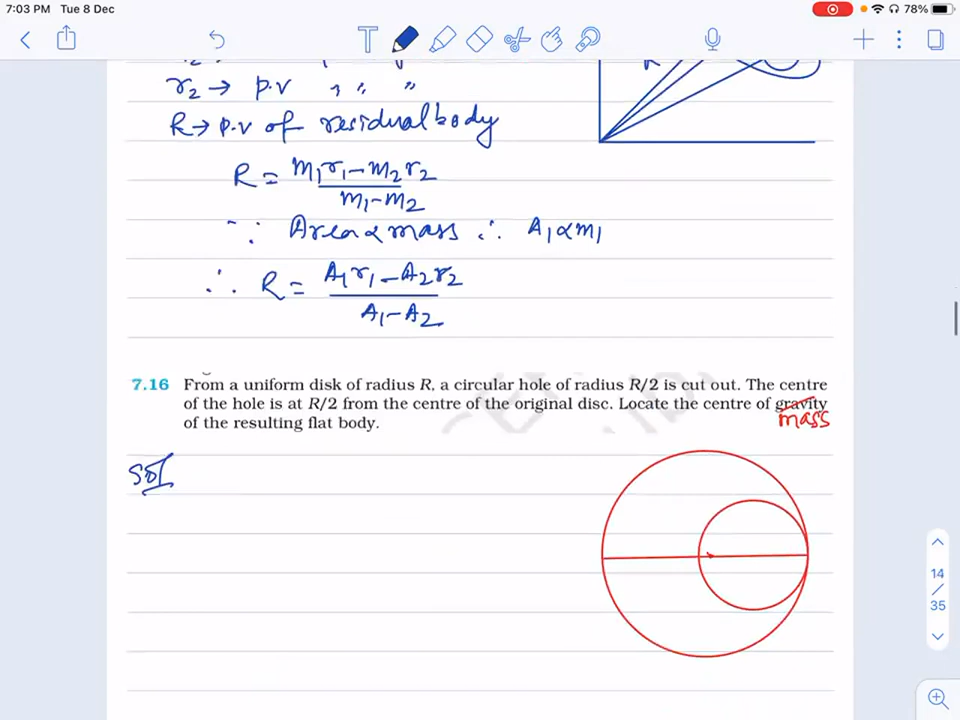 7:03 PM Tue 8 Dec
78%
r₂ → p.v " "
R → p.v of residual body
R = m₁r₁ - m₂r₂ / m₁ - m₂
∵ Area ∝ mass ∴ A₁ ∝ m₁
∴ R = A₁r₁ - A₂r₂ / A₁ - A₂
7.16 From a uniform disk of radius R, a circular hole of radius R/2 is cut out. The centre
of the hole is at R/2 from the centre of the original disc. Locate the centre of gravity
mass
of the resulting flat body.
Sol
14
/
35